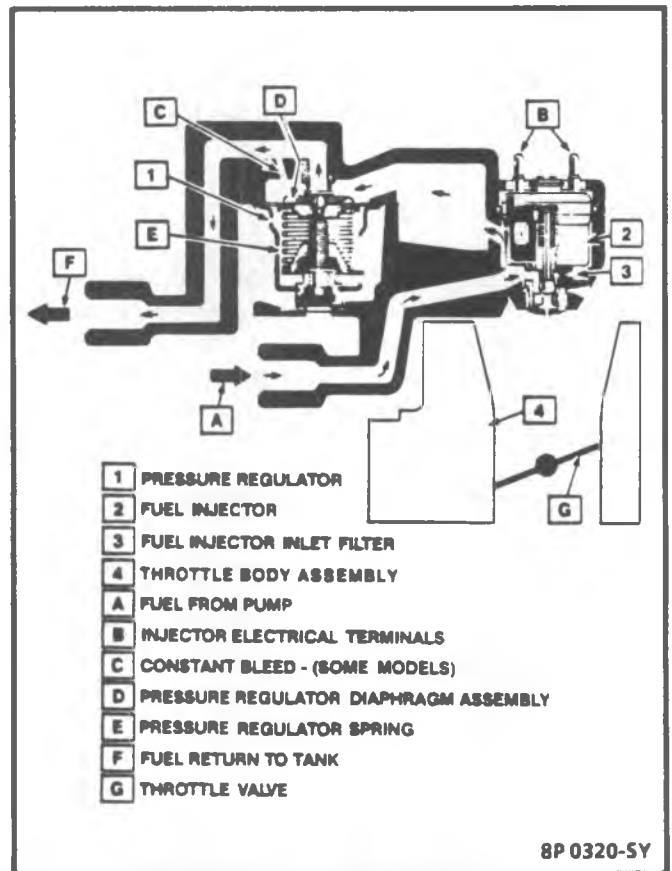 D
C
B
1
E
2
F
3
A
4
G
1 PRESSURE REGULATOR
2 FUEL INJECTOR
3 FUEL INJECTOR INLET FILTER
4 THROTTLE BODY ASSEMBLY
A FUEL FROM PUMP
B INJECTOR ELECTRICAL TERMINALS
C CONSTANT BLEED - (SOME MODELS)
D PRESSURE REGULATOR DIAPHRAGM ASSEMBLY
E PRESSURE REGULATOR SPRING
F FUEL RETURN TO TANK
G THROTTLE VALVE
8P 0320-SY